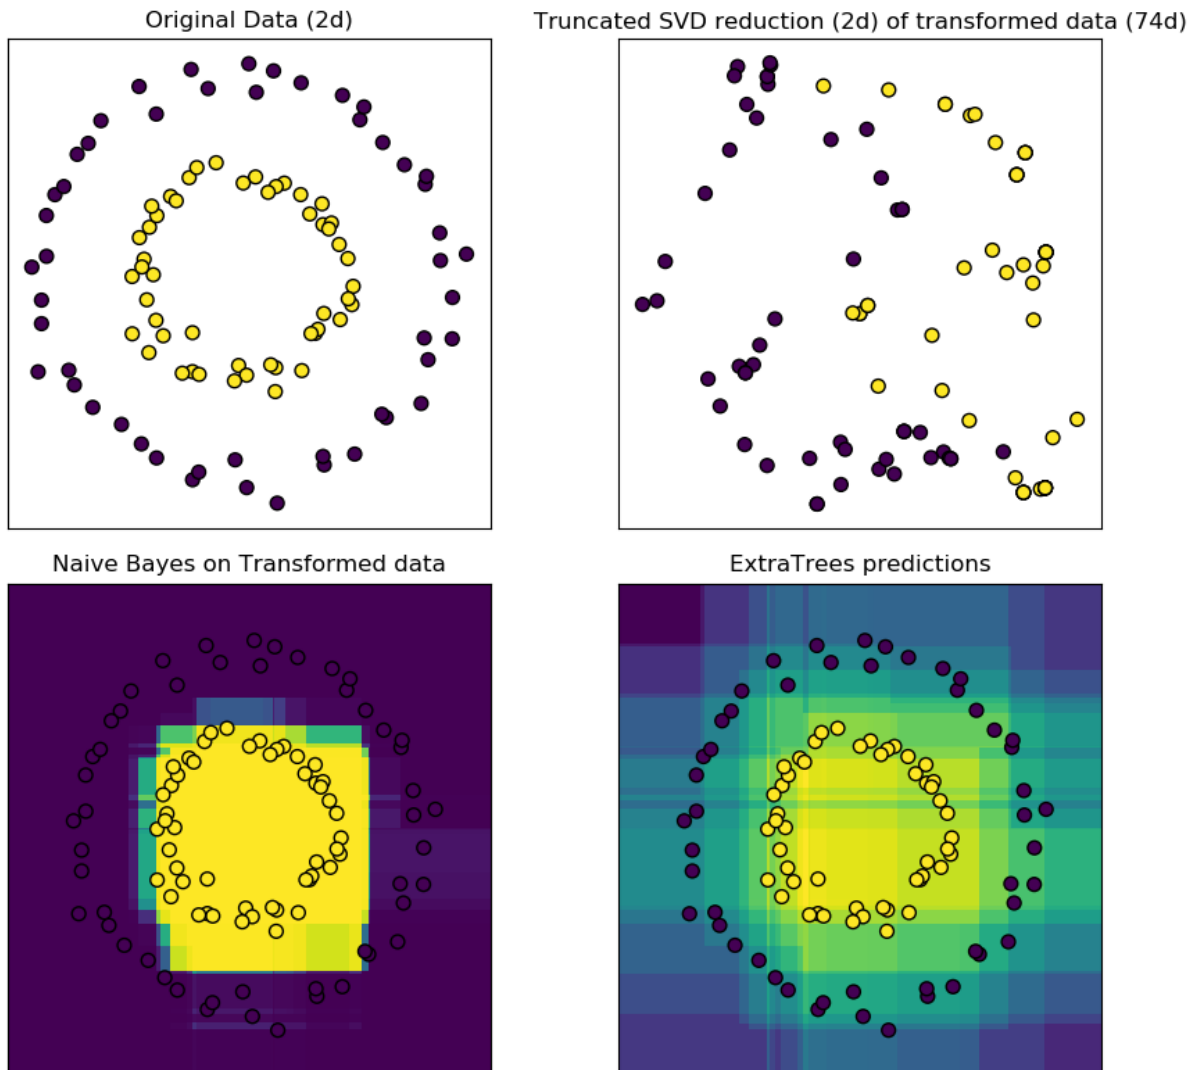 Original Data (2d)
Truncated SVD reduction (2d) of transformed data (74d)
Naive Bayes on Transformed data
ExtraTrees predictions